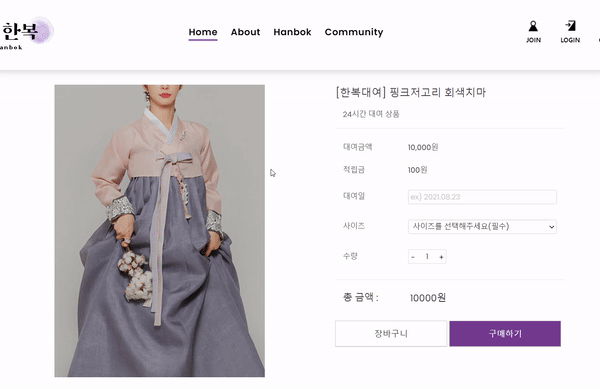 한복
anbok
Home About Hanbok Community
JOIN LOGIN
[한복대여] 핑크저고리 회색치마
24시간 대여 상품
대여금액 10,000원
적립금 100원
대여일 ex) 2021.08.23
사이즈 사이즈를 선택해주세요(필수)
수량 - 1 +
총 금액 : 10000원
장바구니 구매하기